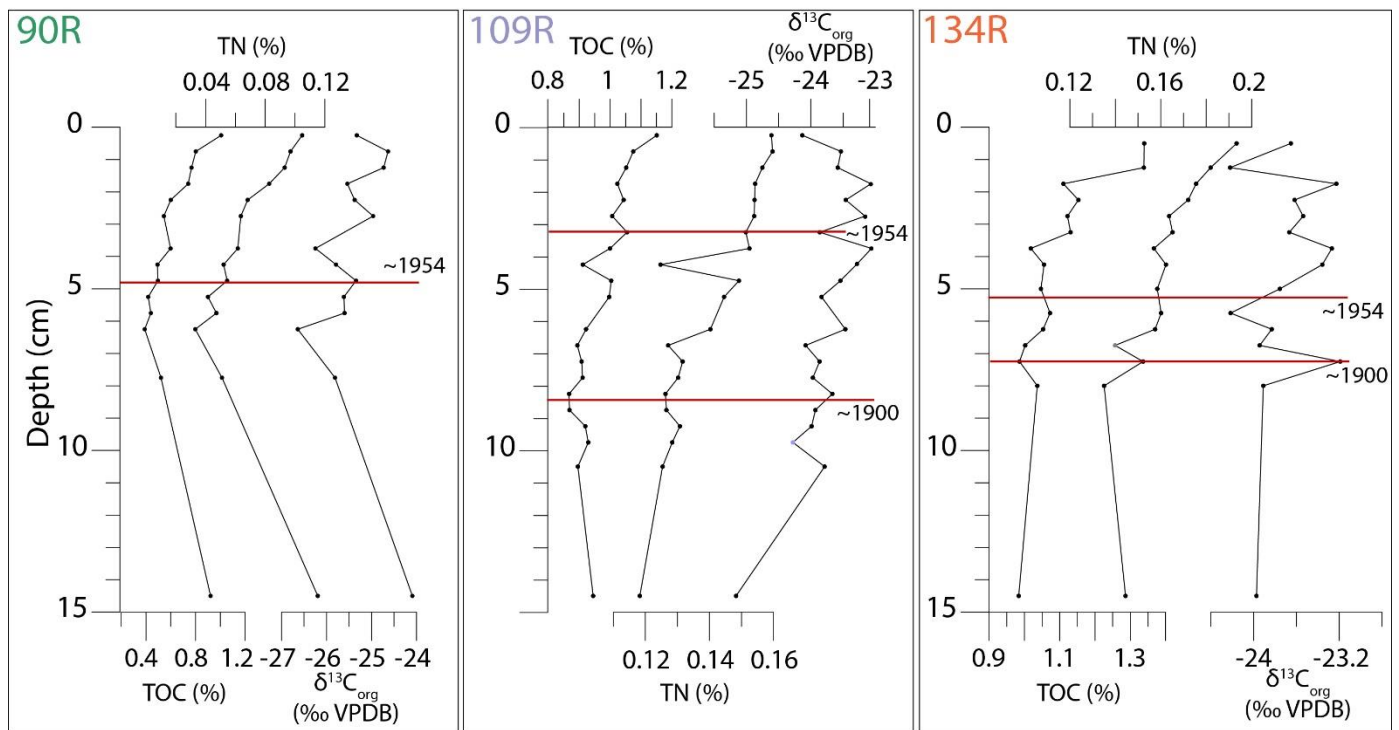 90R
TN (%)
0.04 0.08 0.12
0
5
10
15
Depth (cm)
~1954
0.4 0.8 1.2 -27 -26 -25 -24
TOC (%)
δ¹³Corg
(‰ VPDB)
109R
TOC (%)
δ¹³Corg
(‰ VPDB)
0.8 1 1.2 -25 -24 -23
0
5
10
~1954
~1900
0.12 0.14 0.16
TN (%)
134R
TN (%)
0.12 0.16 0.2
0
5
10
15
~1954
~1900
0.9 1.1 1.3 -24 -23.2
TOC (%)
δ¹³Corg
(‰ VPDB)